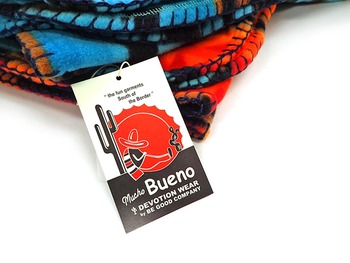 "the fun garments
South of
the Border"
Mucho Bueno
DEVOTION WEAR
by BE GOOD COMPANY